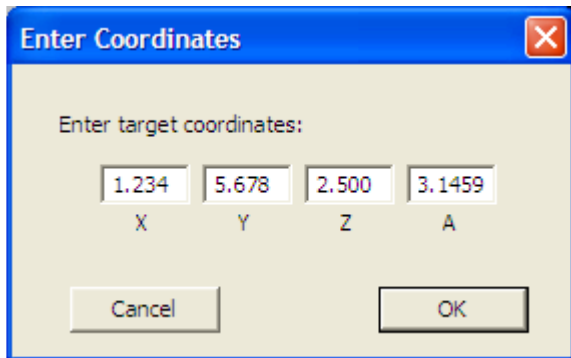 Enter Coordinates
Enter target coordinates:
1.234 5.678 2.500 3.1459
X Y Z A
Cancel OK